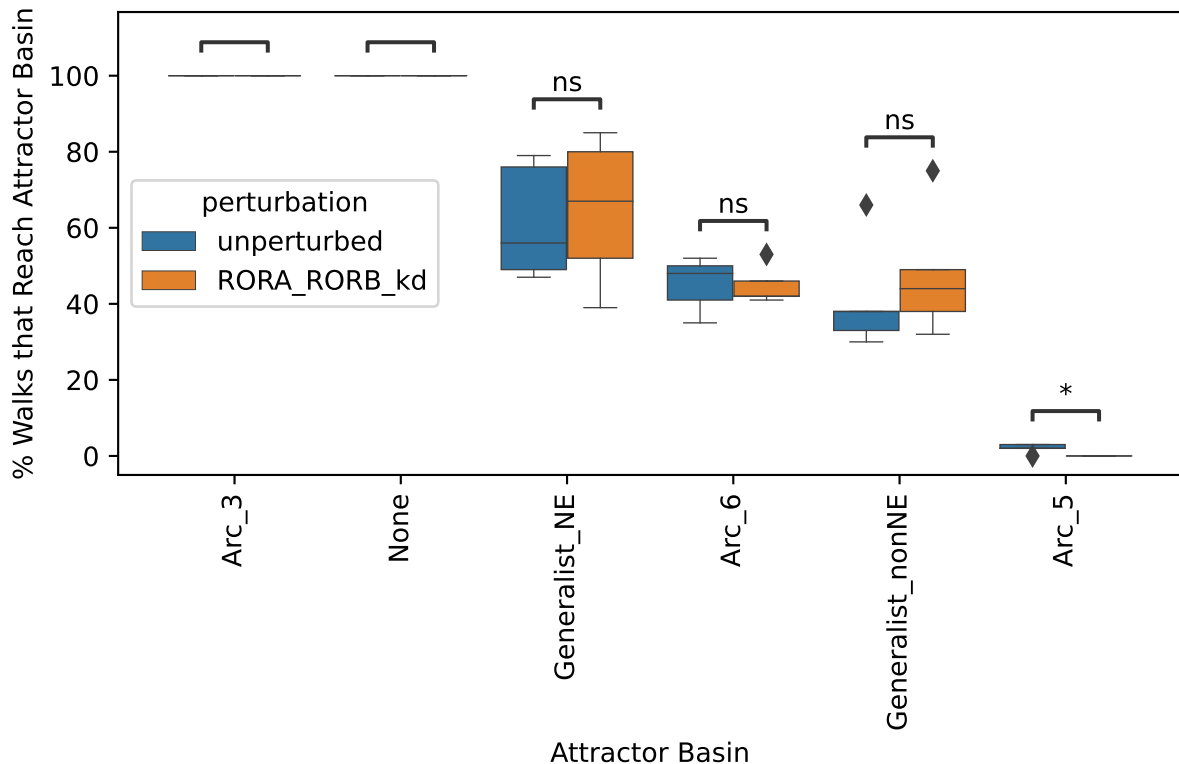 % Walks that Reach Attractor Basin
100
80
60
40
20
0
ns
ns
ns
*
perturbation
unperturbed
RORA_RORB_kd
Arc_3
None
Generalist_NE
Arc_6
Generalist_nonNE
Arc_5
Attractor Basin